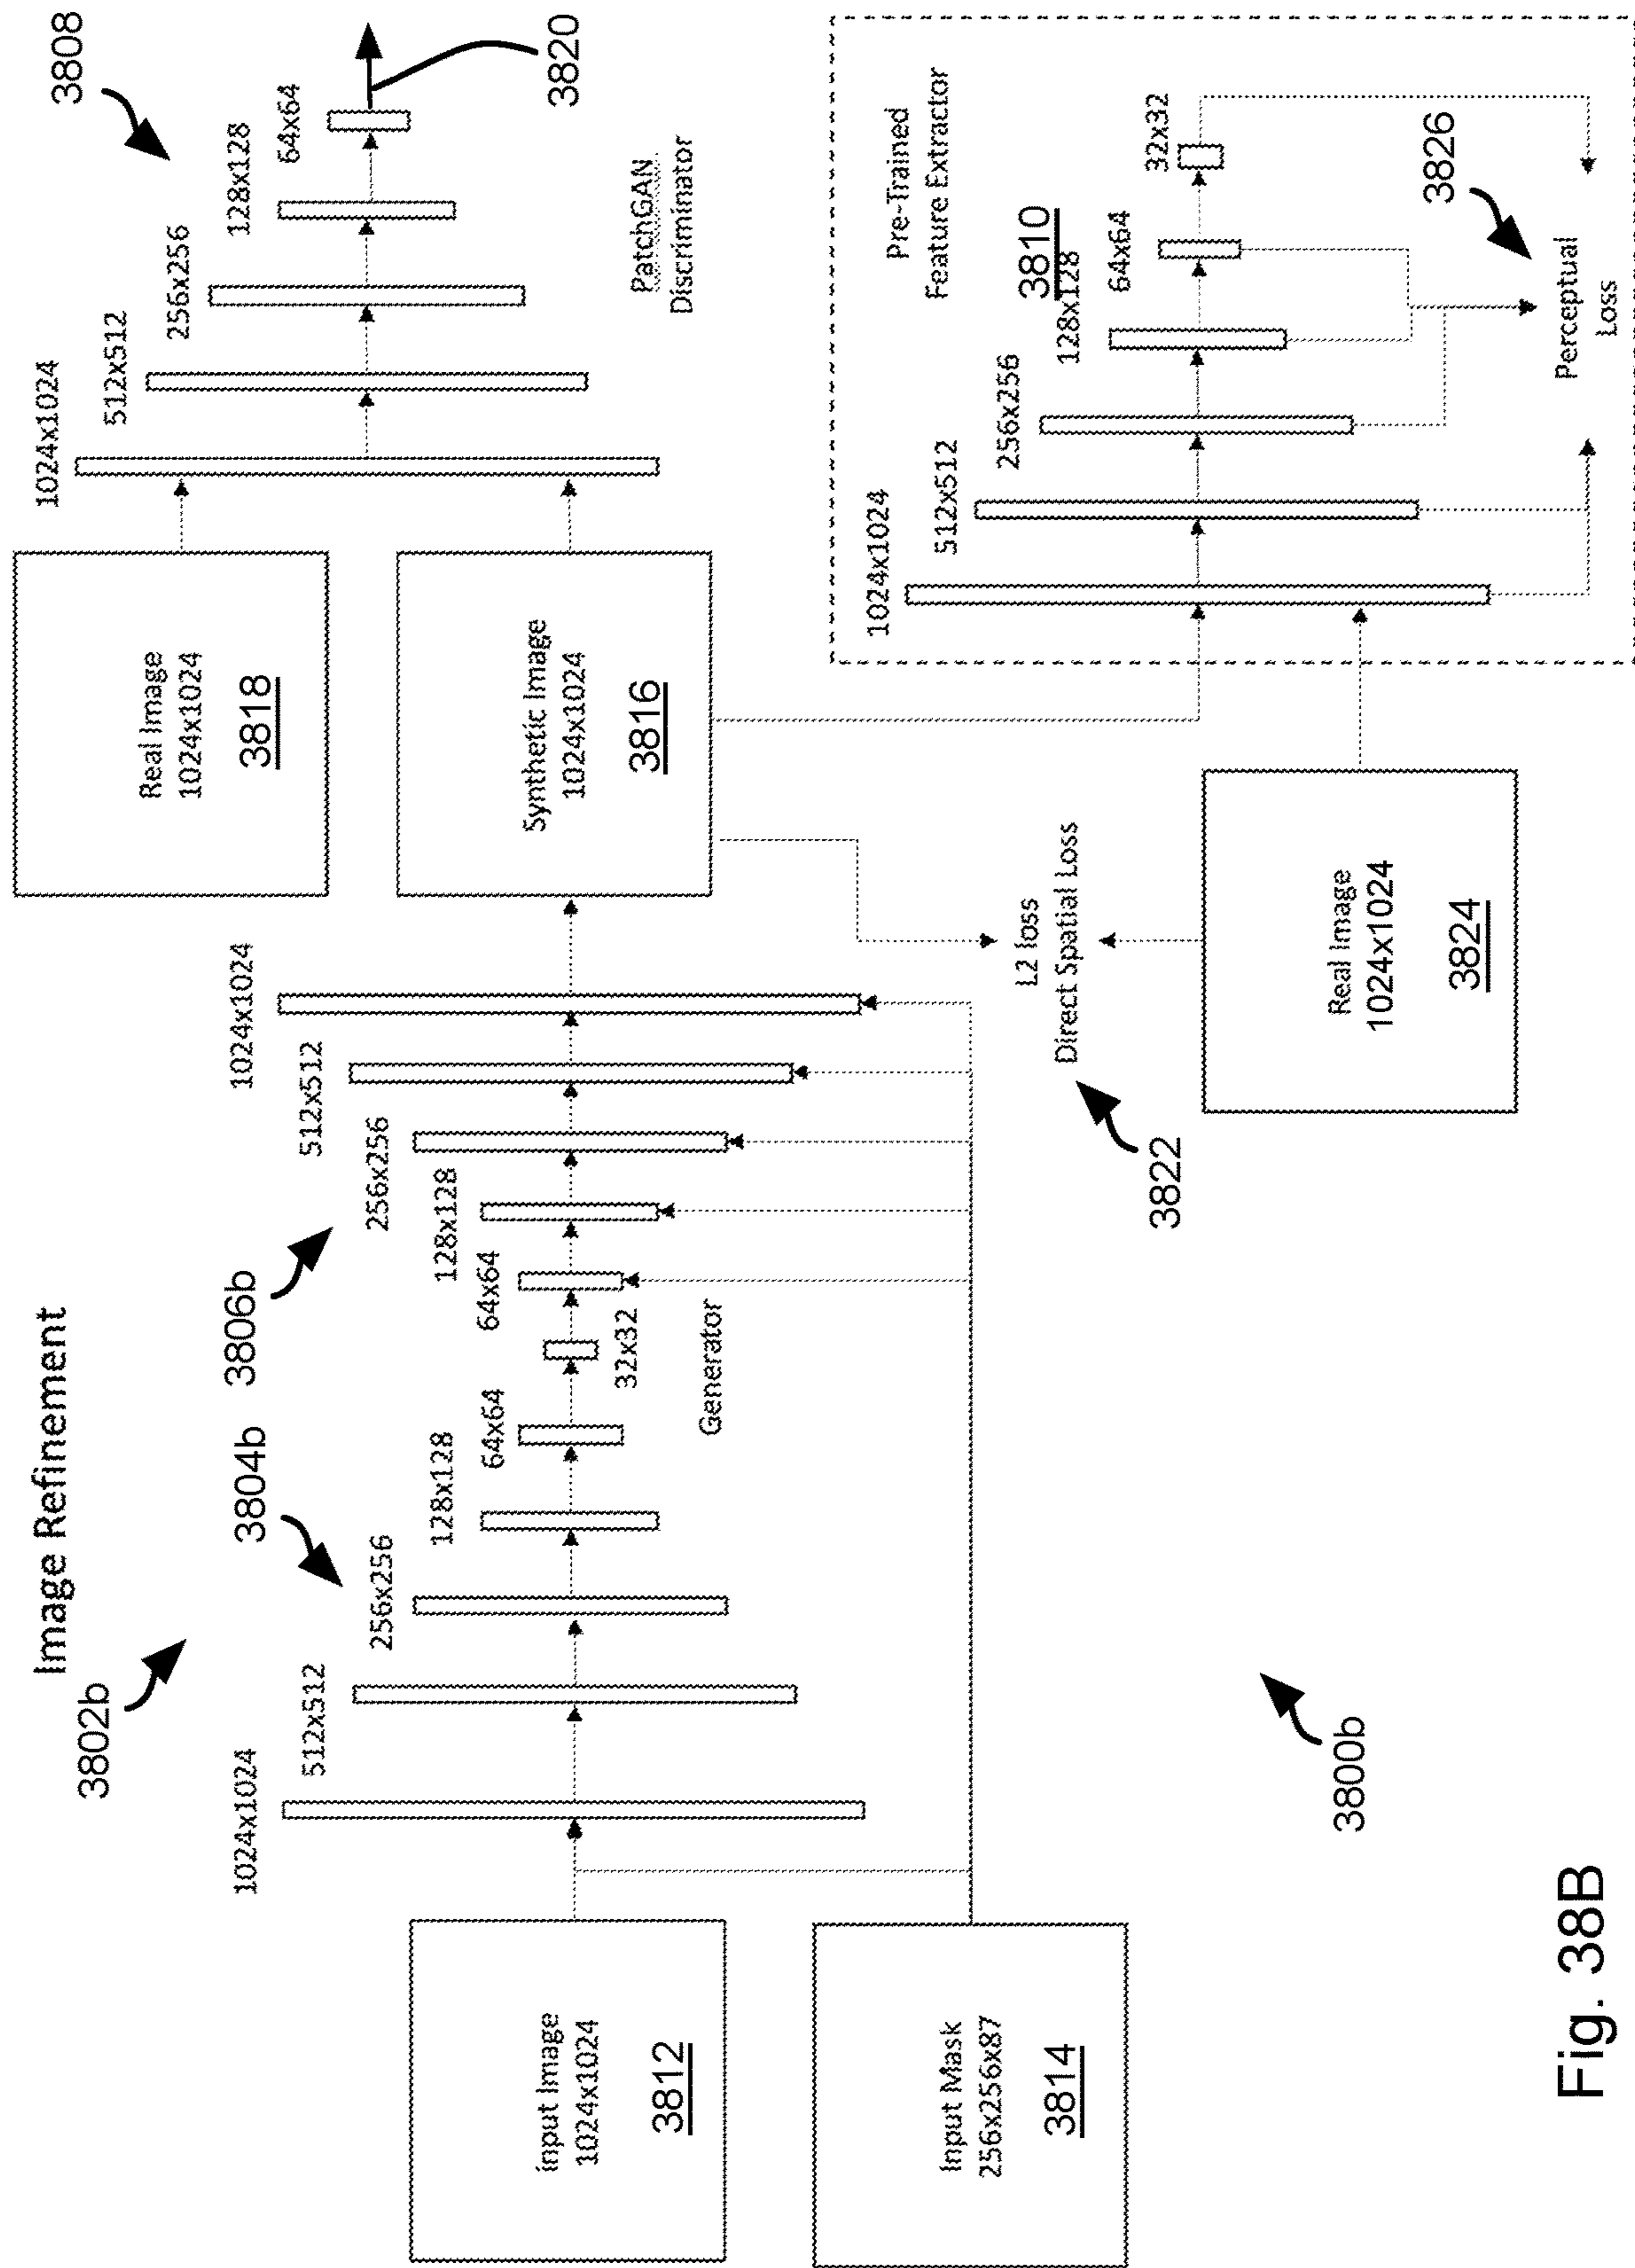 Image Refinement
3802b
3804b
3806b
3808
1024x1024
512x512
256x256
128x128
64x64
32x32
64x64
128x128
256x256
512x512
1024x1024
Generator
input Image
1024x1024
3812
Input Mask
256x256x87
3814
Real Image
1024x1024
3818
Synthetic Image
1024x1024
3816
1024x1024
512x512
256x256
128x128
64x64
3820
PatchGAN
Discriminator
L2 loss
Direct Spatial Loss
3822
Real Image
1024x1024
3824
Pre-Trained
Feature Extractor
3810
1024x1024
512x512
256x256
128x128
64x64
32x32
3826
Perceptual
Loss
3800b
Fig. 38B